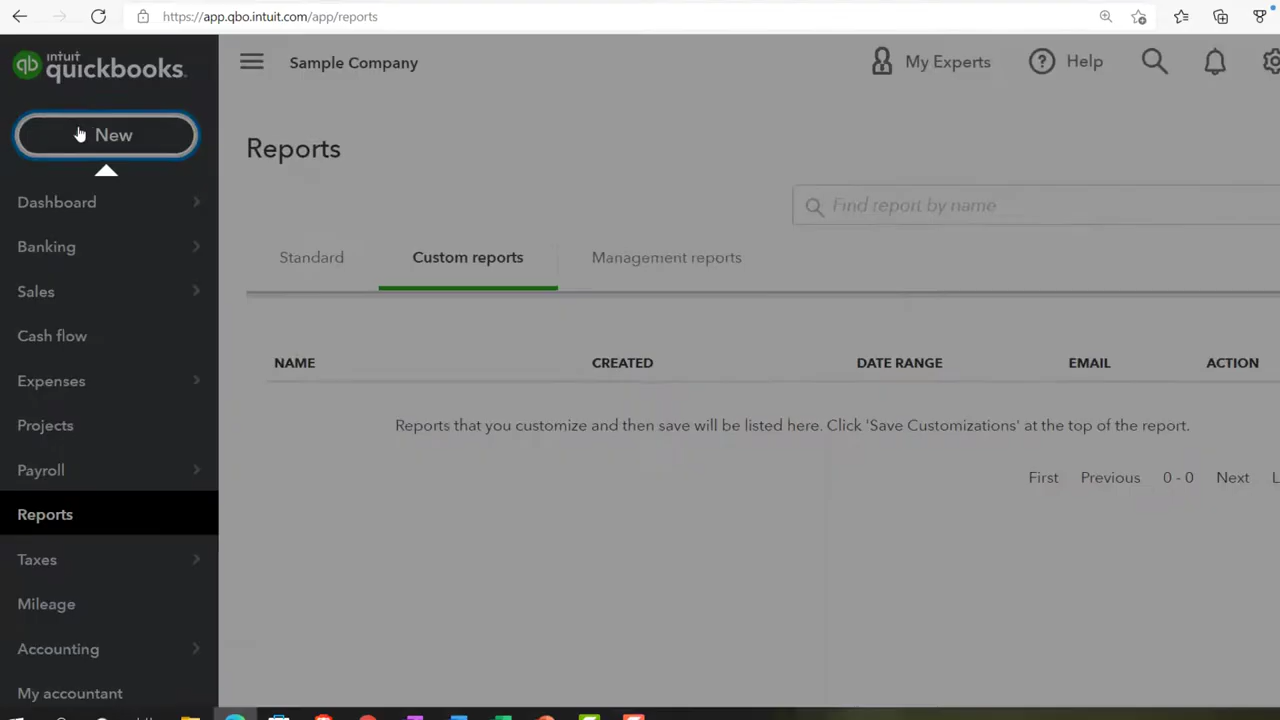 https://app.qbo.intuit.com/app/reports
intuit
quickbooks.
Sample Company
My Experts
Help
New
Reports
Find report by name
Dashboard
Banking
Sales
Cash flow
Expenses
Projects
Payroll
Reports
Taxes
Mileage
Accounting
My accountant
Standard
Custom reports
Management reports
NAME CREATED DATE RANGE EMAIL ACTION
Reports that you customize and then save will be listed here. Click 'Save Customizations' at the top of the report.
First Previous 0 - 0 Next L